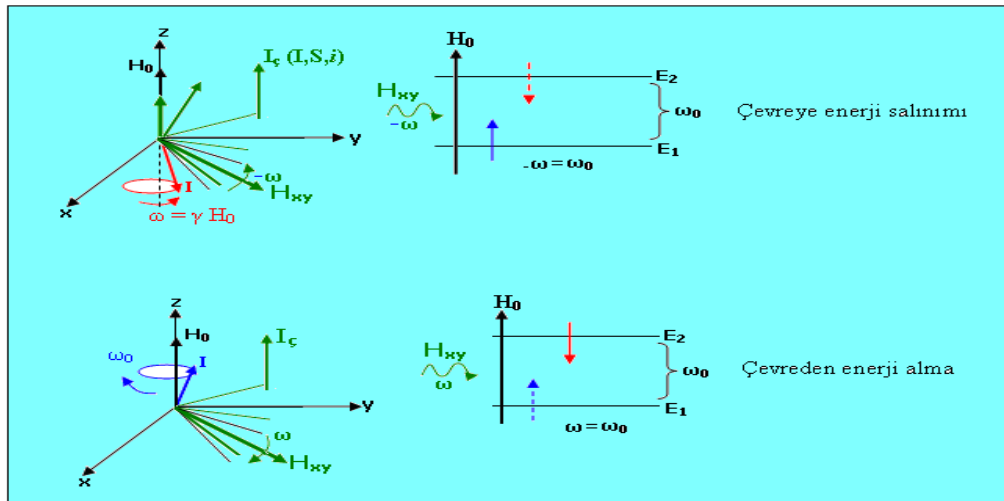 z
H₀
I_ç (I,S,i)
y
-ω
I
H_xy
x
ω = γ H₀
H₀
E₂
H_xy
-ω
ω₀
E₁
-ω = ω₀
Çevreye enerji salınımı
z
H₀
ω₀
I
I_ç
y
ω
H_xy
x
H₀
E₂
H_xy
ω
ω₀
E₁
ω = ω₀
Çevreden enerji alma